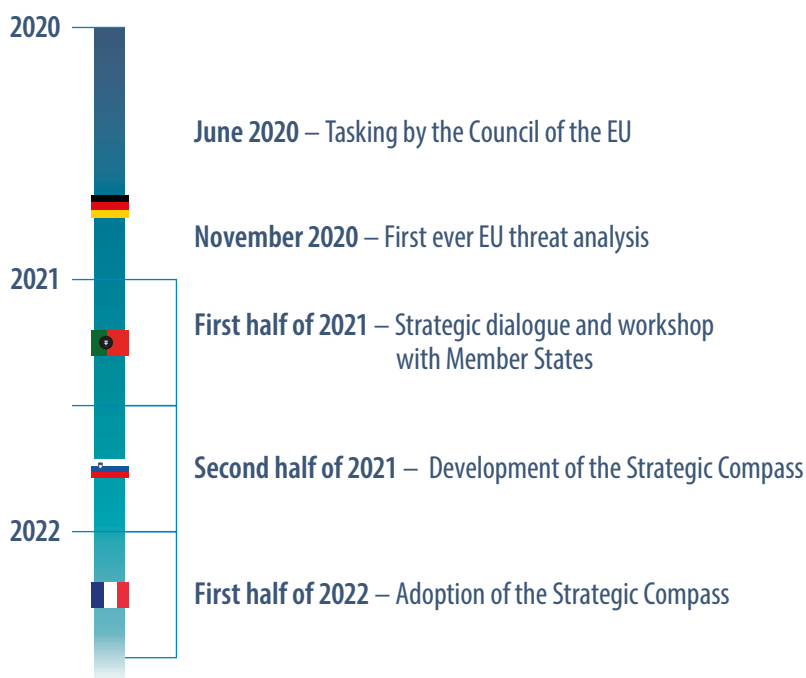 2020
June 2020 – Tasking by the Council of the EU
November 2020 – First ever EU threat analysis
2021
First half of 2021 – Strategic dialogue and workshop
with Member States
Second half of 2021 – Development of the Strategic Compass
2022
First half of 2022 – Adoption of the Strategic Compass